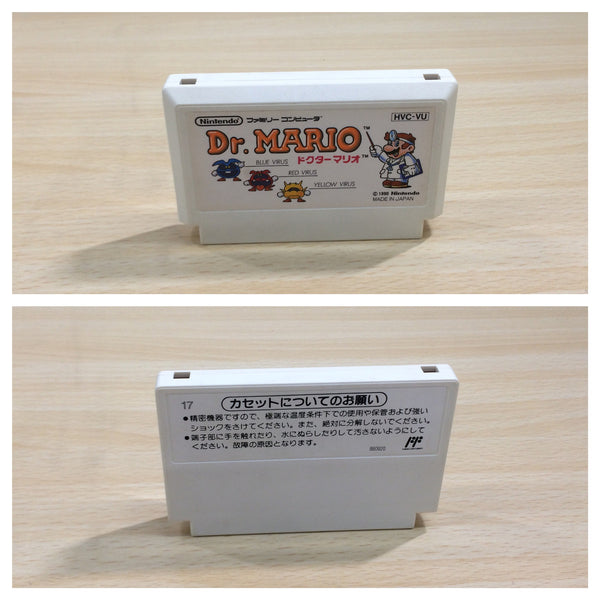 Nintendo ファミリー コンピュータ HVC-VU
Dr. MARIO™
ドクターマリオ™
BLUE VIRUS
RED VIRUS
YELLOW VIRUS
© 1990 Nintendo
MADE IN JAPAN
17
カセットについてのお願い
●精密機器ですので、極端な温度条件下での使用や保管および強い
ショックをさけてください。また、絶対に分解しないでください。
●端子部に手を触れたり、水にぬらしたりして汚さないようにして
ください。故障の原因となります。